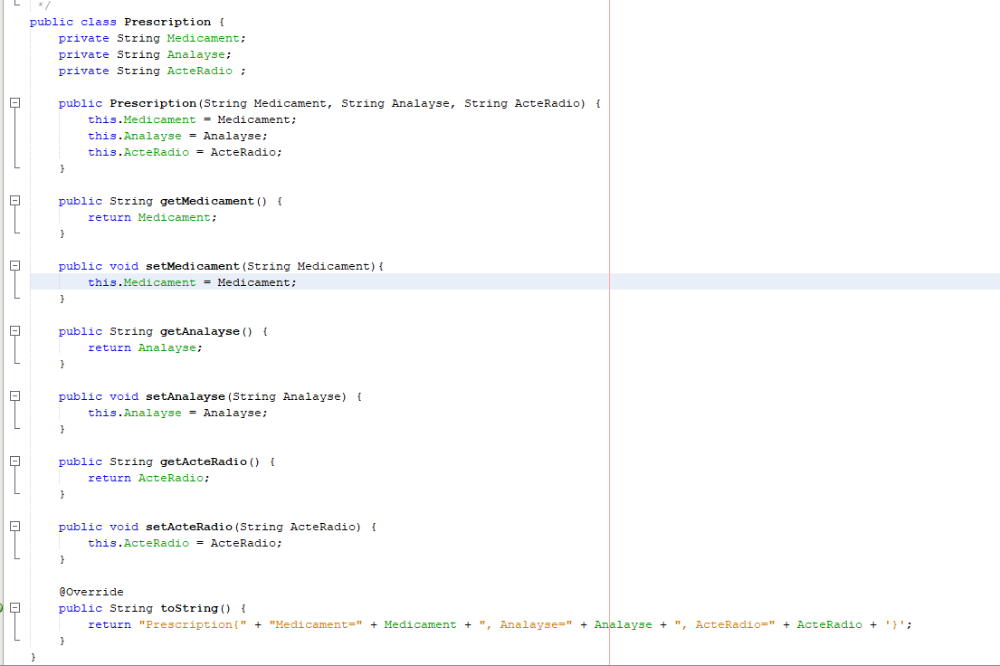 */
public class Prescription {
    private String Medicament;
    private String Analayse;
    private String ActeRadio ;

    public Prescription(String Medicament, String Analayse, String ActeRadio) {
        this.Medicament = Medicament;
        this.Analayse = Analayse;
        this.ActeRadio = ActeRadio;
    }

    public String getMedicament() {
        return Medicament;
    }

    public void setMedicament(String Medicament){
        this.Medicament = Medicament;
    }

    public String getAnalayse() {
        return Analayse;
    }

    public void setAnalayse(String Analayse) {
        this.Analayse = Analayse;
    }

    public String getActeRadio() {
        return ActeRadio;
    }

    public void setActeRadio(String ActeRadio) {
        this.ActeRadio = ActeRadio;
    }

    @Override
    public String toString() {
        return "Prescription{" + "Medicament=" + Medicament + ", Analayse=" + Analayse + ", ActeRadio=" + ActeRadio + '}';
    }
}